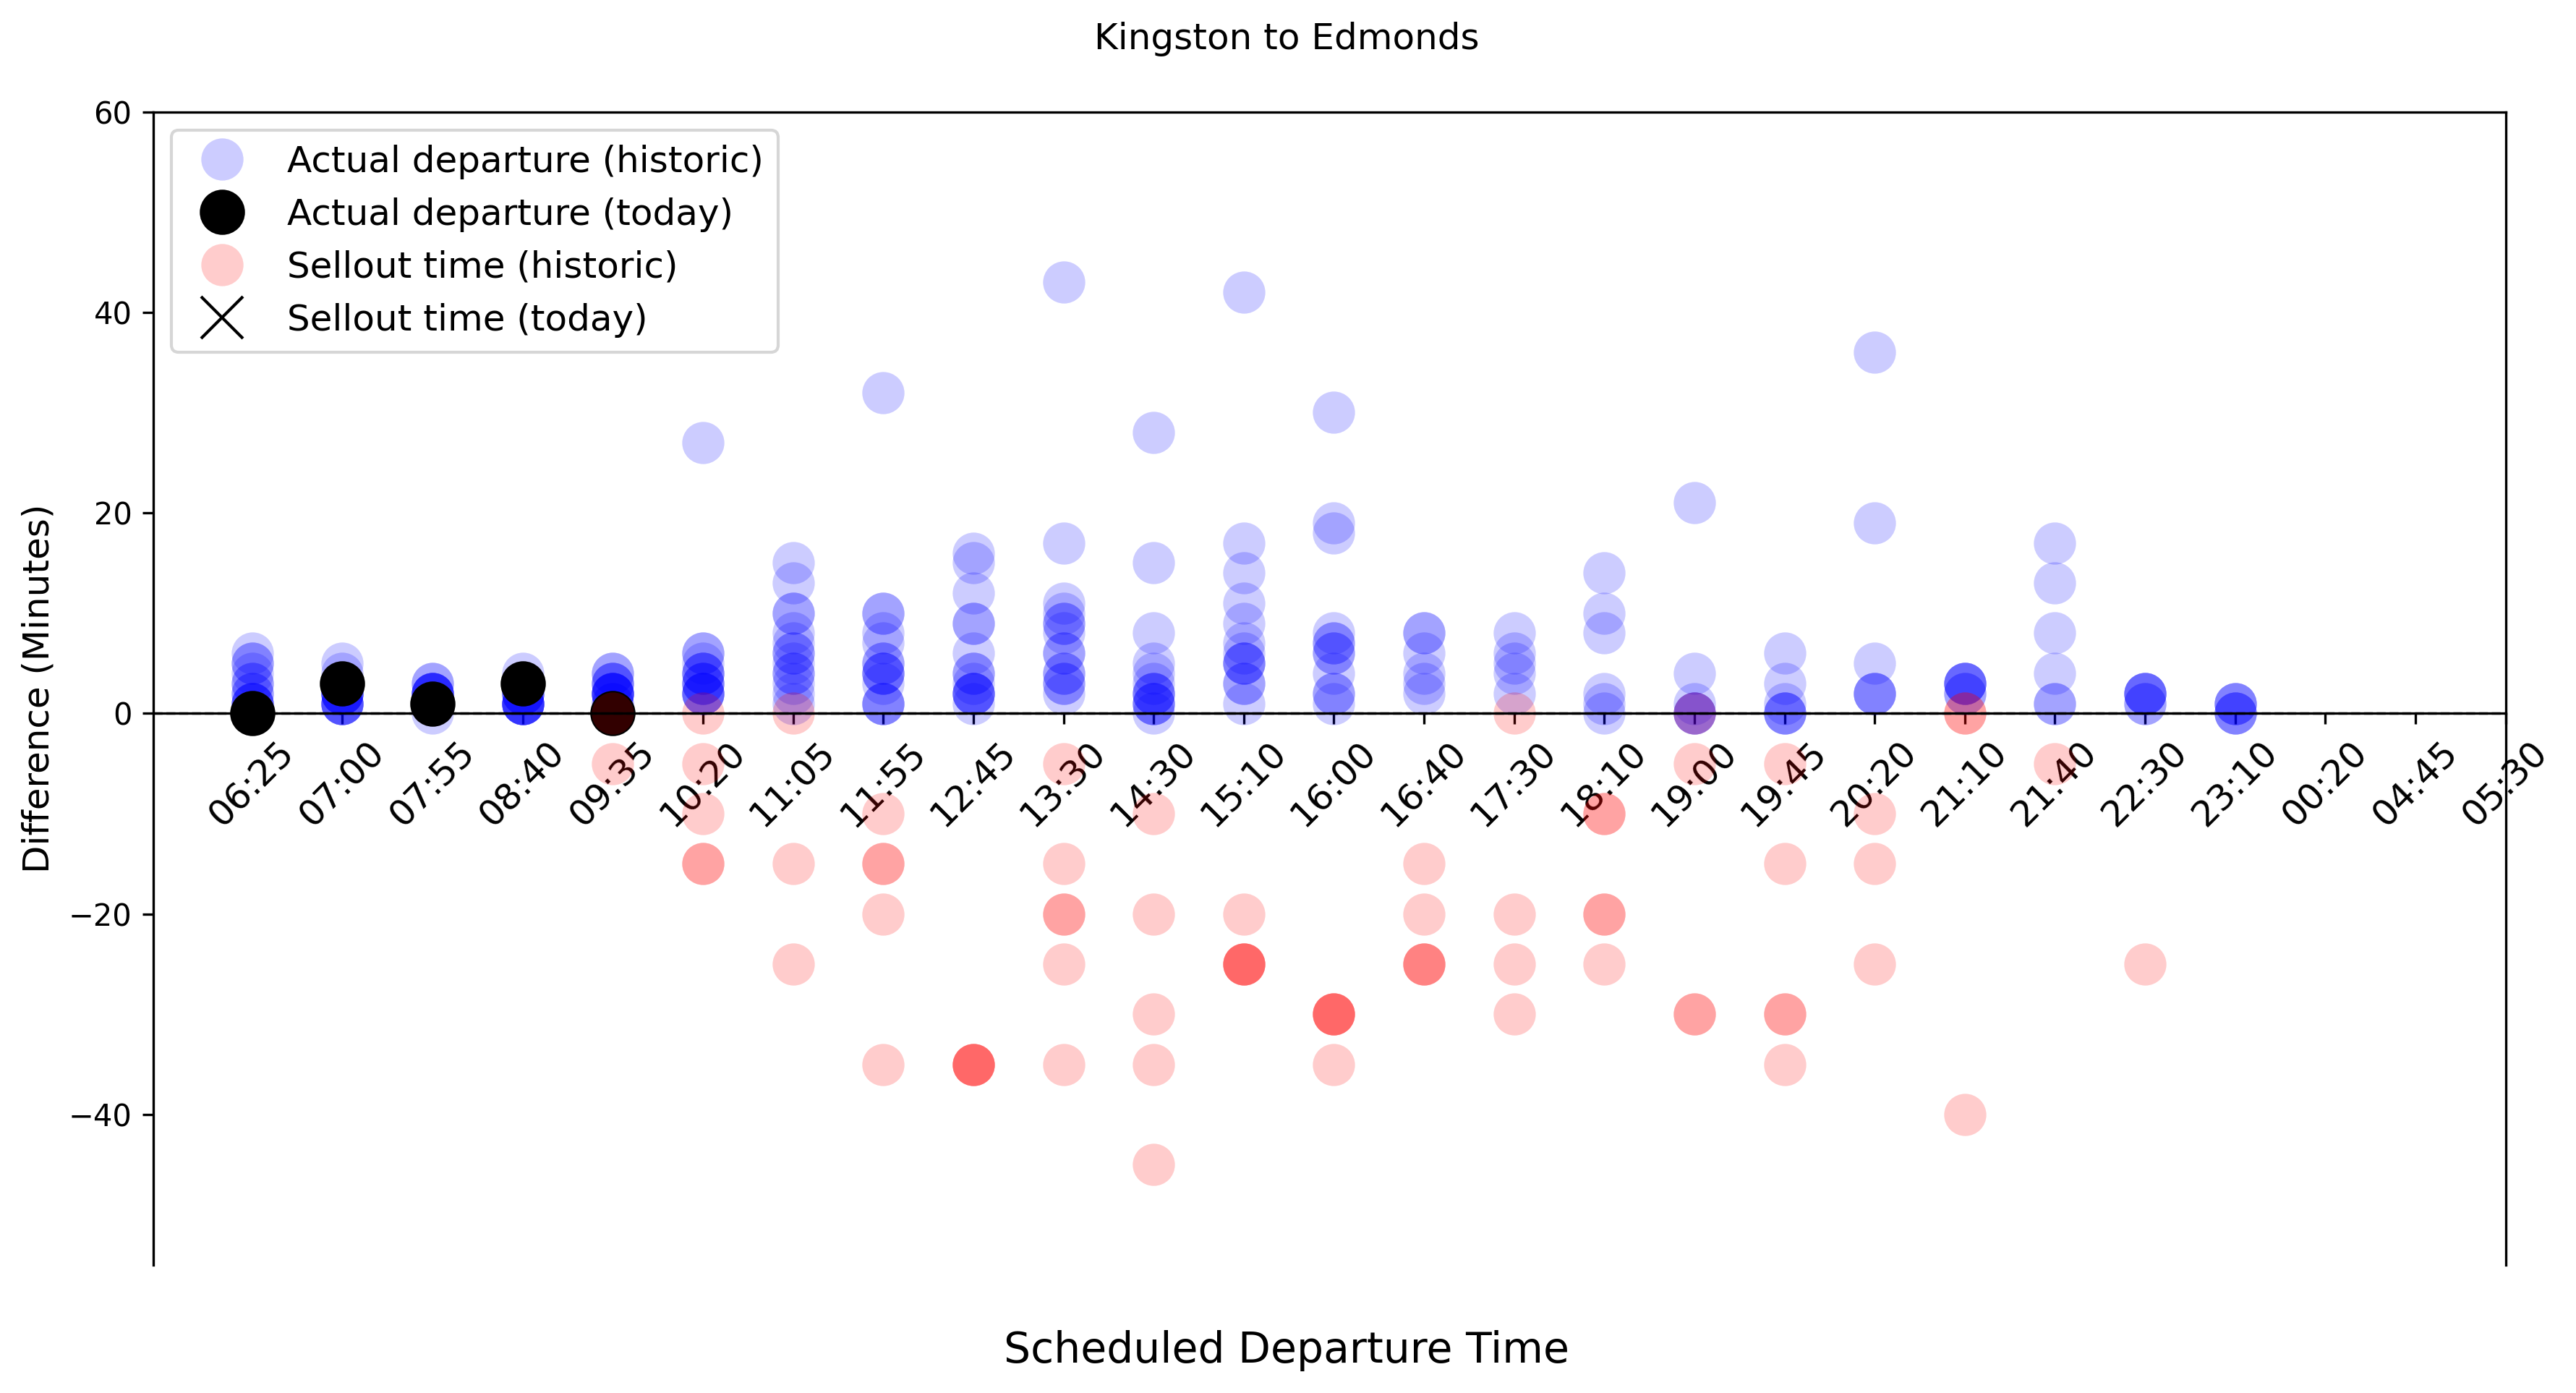 Kingston to Edmonds
Actual departure (historic)
Actual departure (today)
Sellout time (historic)
Sellout time (today)
Difference (Minutes)
60
40
20
0
−20
−40
06:25 07:00 07:55 08:40 09:35 10:20 11:05 11:55 12:45 13:30 14:30 15:10 16:00 16:40 17:30 18:10 19:00 19:45 20:20 21:10 21:40 22:30 23:10 00:20 04:45 05:30
Scheduled Departure Time